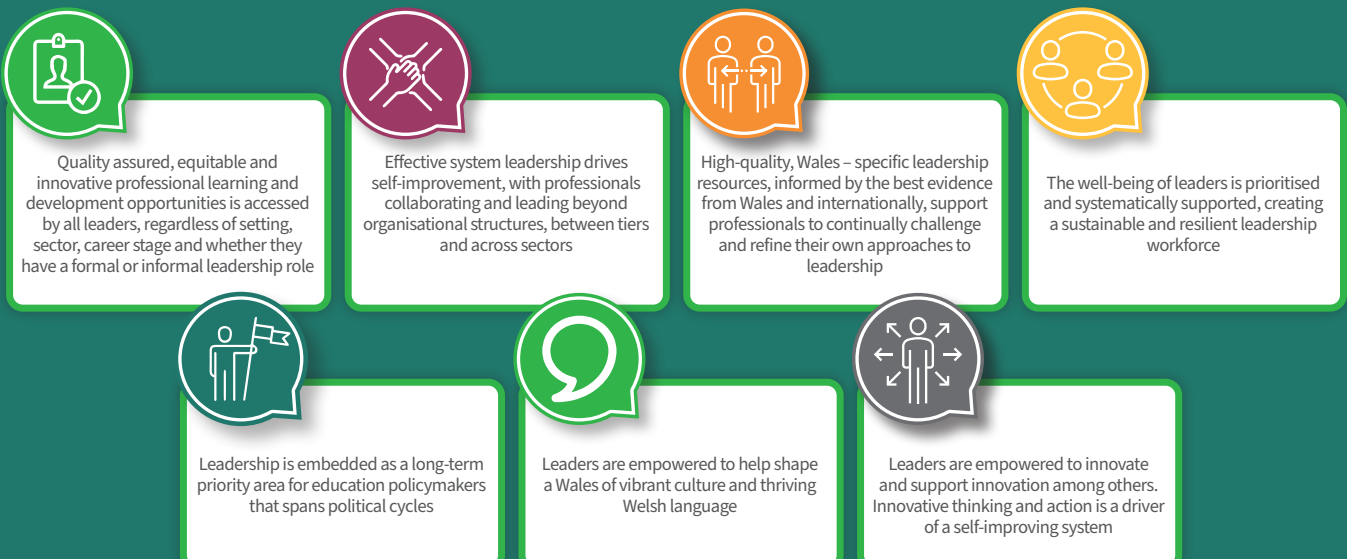 Quality assured, equitable and
innovative professional learning and
development opportunities is accessed
by all leaders, regardless of setting,
sector, career stage and whether they
have a formal or informal leadership role
Effective system leadership drives
self-improvement, with professionals
collaborating and leading beyond
organisational structures, between tiers
and across sectors
High-quality, Wales – specific leadership
resources, informed by the best evidence
from Wales and internationally, support
professionals to continually challenge
and refine their own approaches to
leadership
The well-being of leaders is prioritised
and systematically supported, creating
a sustainable and resilient leadership
workforce
Leadership is embedded as a long-term
priority area for education policymakers
that spans political cycles
Leaders are empowered to help shape
a Wales of vibrant culture and thriving
Welsh language
Leaders are empowered to innovate
and support innovation among others.
Innovative thinking and action is a driver
of a self-improving system